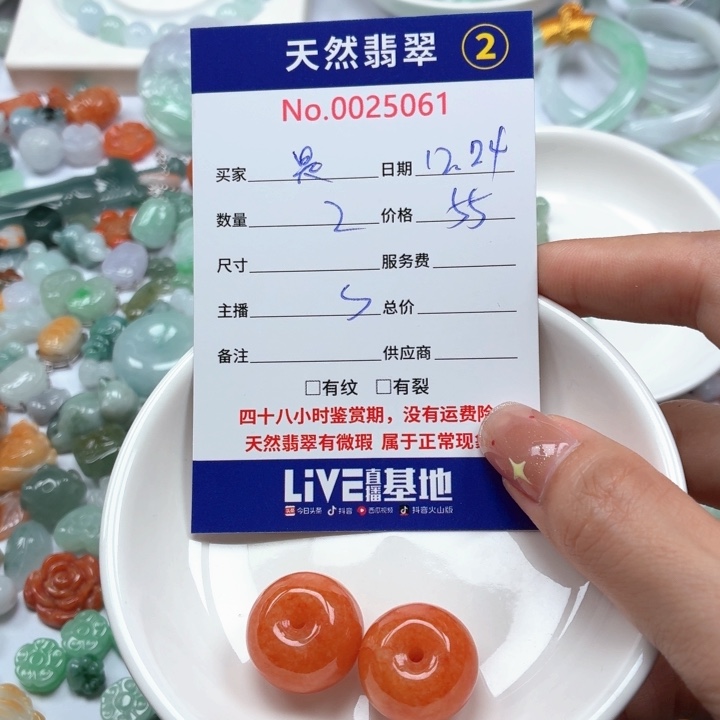 天然翡翠 2
No.0025061
买家 日期 12.24
数量 2 价格 55
尺寸 服务费
主播 总价
备注 供应商
□有纹 □有裂
四十八小时鉴赏期，没有运费险
天然翡翠有微瑕 属于正常现
LiVE直播基地
头条 今日头条 抖音 西瓜视频 抖音火山版